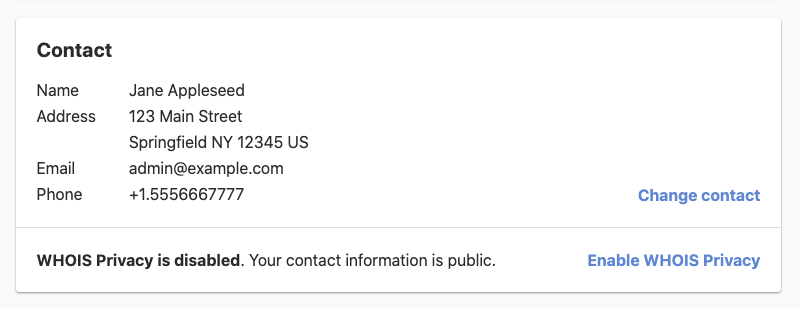 Contact
Name Jane Appleseed
Address 123 Main Street
Springfield NY 12345 US
Email admin@example.com
Phone +1.5556667777
Change contact
WHOIS Privacy is disabled. Your contact information is public.
Enable WHOIS Privacy